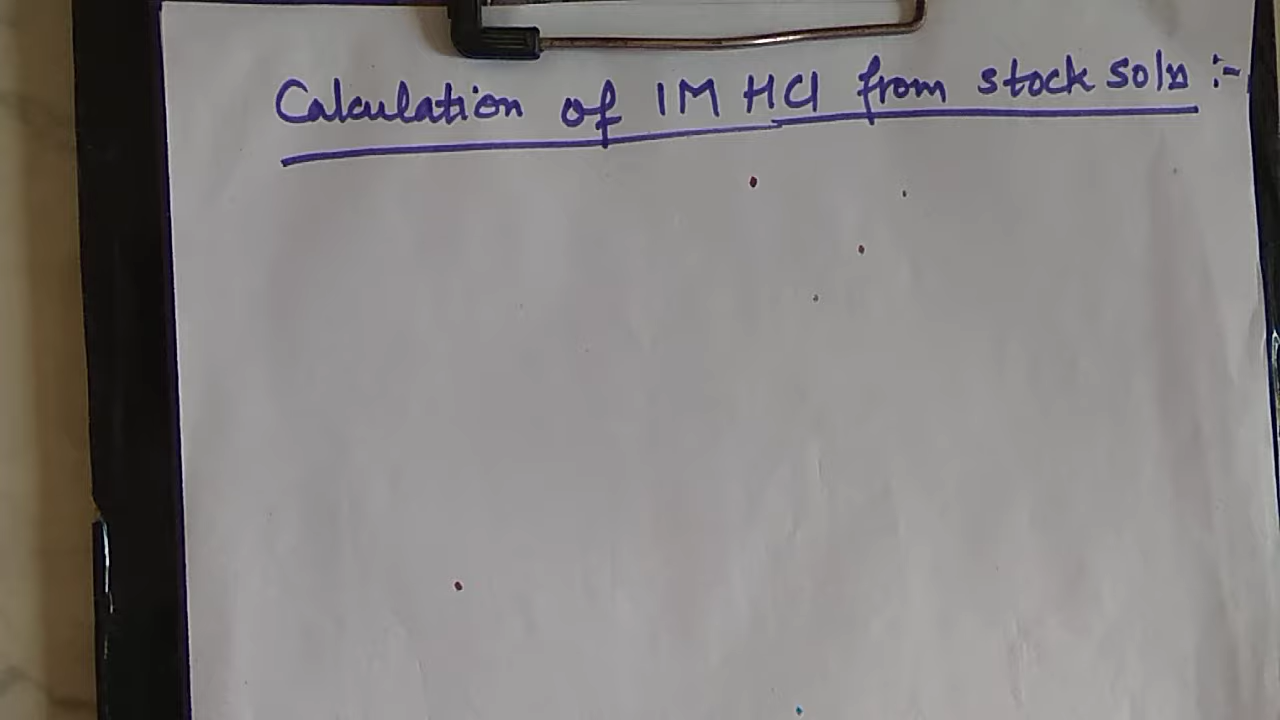 Calculation of 1M HCl from stock soln :-